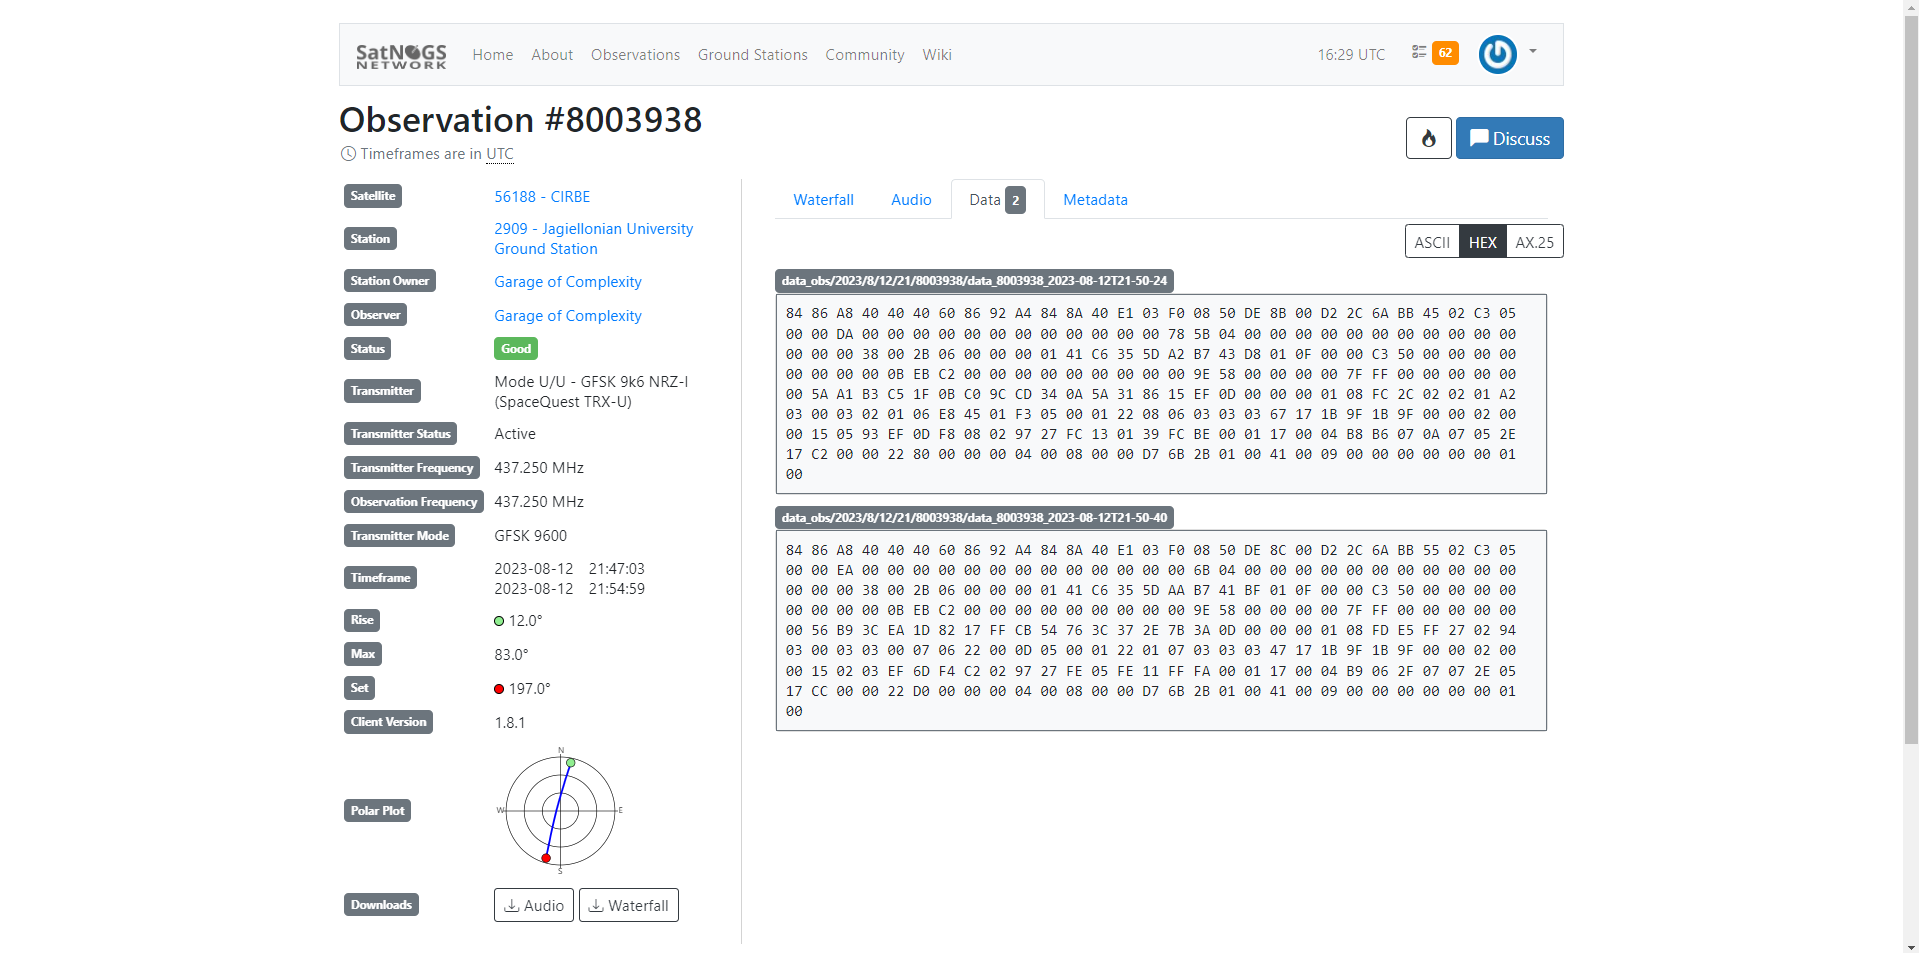 SatNOGS
NETWORK
Home About Observations Ground Stations Community Wiki
16:29 UTC
62
Observation #8003938
Timeframes are in UTC
Discuss
Satellite 56188 - CIRBE
Station 2909 - Jagiellonian University
Ground Station
Station Owner Garage of Complexity
Observer Garage of Complexity
Status Good
Transmitter Mode U/U - GFSK 9k6 NRZ-I
(SpaceQuest TRX-U)
Transmitter Status Active
Transmitter Frequency 437.250 MHz
Observation Frequency 437.250 MHz
Transmitter Mode GFSK 9600
Timeframe 2023-08-12 21:47:03
2023-08-12 21:54:59
Rise 12.0°
Max 83.0°
Set 197.0°
Client Version 1.8.1
Polar Plot
N
W E
S
Downloads Audio Waterfall
Waterfall Audio Data 2 Metadata
ASCII HEX AX.25
data_obs/2023/8/12/21/8003938/data_8003938_2023-08-12T21-50-24
84 86 A8 40 40 40 60 86 92 A4 84 8A 40 E1 03 F0 08 50 DE 8B 00 D2 2C 6A BB 45 02 C3 05
00 00 DA 00 00 00 00 00 00 00 00 00 00 00 00 78 5B 04 00 00 00 00 00 00 00 00 00 00 00
00 00 00 38 00 2B 06 00 00 00 01 41 C6 35 5D A2 B7 43 D8 01 0F 00 00 C3 50 00 00 00 00
00 00 00 00 0B EB C2 00 00 00 00 00 00 00 00 00 9E 58 00 00 00 00 7F FF 00 00 00 00 00
00 5A A1 B3 C5 1F 0B C0 9C CD 34 0A 5A 31 86 15 EF 0D 00 00 00 01 08 FC 2C 02 02 01 A2
03 00 03 02 01 06 E8 45 01 F3 05 00 01 22 08 06 03 03 03 67 17 1B 9F 1B 9F 00 00 02 00
00 15 05 93 EF 0D F8 08 02 97 27 FC 13 01 39 FC BE 00 01 17 00 04 B8 B6 07 0A 07 05 2E
17 C2 00 00 22 80 00 00 00 04 00 08 00 00 D7 6B 2B 01 00 41 00 09 00 00 00 00 00 00 01
00
data_obs/2023/8/12/21/8003938/data_8003938_2023-08-12T21-50-40
84 86 A8 40 40 40 60 86 92 A4 84 8A 40 E1 03 F0 08 50 DE 8C 00 D2 2C 6A BB 55 02 C3 05
00 00 EA 00 00 00 00 00 00 00 00 00 00 00 00 00 6B 04 00 00 00 00 00 00 00 00 00 00 00
00 00 00 38 00 2B 06 00 00 00 01 41 C6 35 5D AA B7 41 BF 01 0F 00 00 C3 50 00 00 00 00
00 00 00 00 0B EB C2 00 00 00 00 00 00 00 00 00 9E 58 00 00 00 00 7F FF 00 00 00 00 00
00 56 B9 3C EA 1D 82 17 FF CB 54 76 3C 37 2E 7B 3A 0D 00 00 00 01 08 FD E5 FF 27 02 94
03 00 03 03 00 07 06 22 00 0D 05 00 01 22 01 07 03 03 03 47 17 1B 9F 1B 9F 00 00 02 00
00 15 02 03 EF 6D F4 C2 02 97 27 FE 05 FE 11 FF FA 00 01 17 00 04 B9 06 2F 07 07 2E 05
17 CC 00 00 22 D0 00 00 00 04 00 08 00 00 D7 6B 2B 01 00 41 00 09 00 00 00 00 00 00 01
00